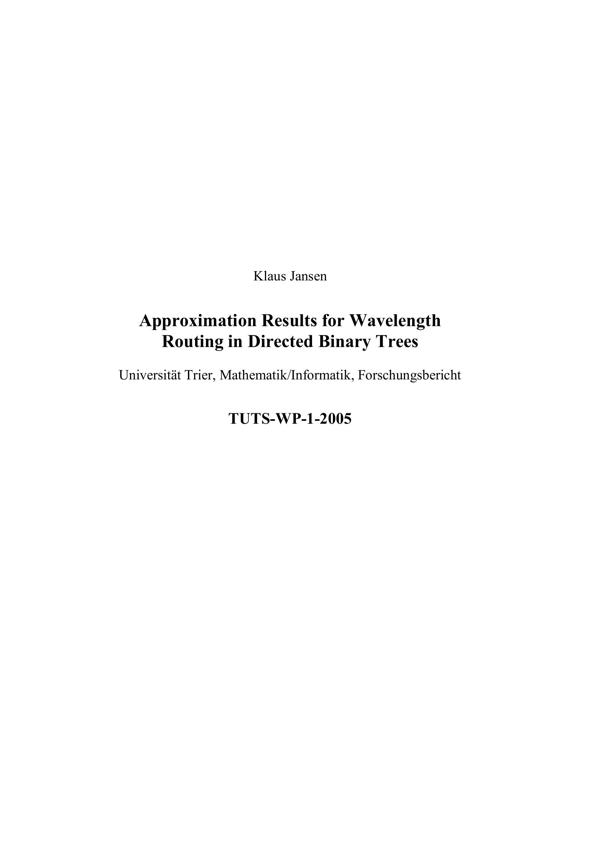 Klaus Jansen
Approximation Results for Wavelength
Routing in Directed Binary Trees
Universität Trier, Mathematik/Informatik, Forschungsbericht
TUTS-WP-1-2005